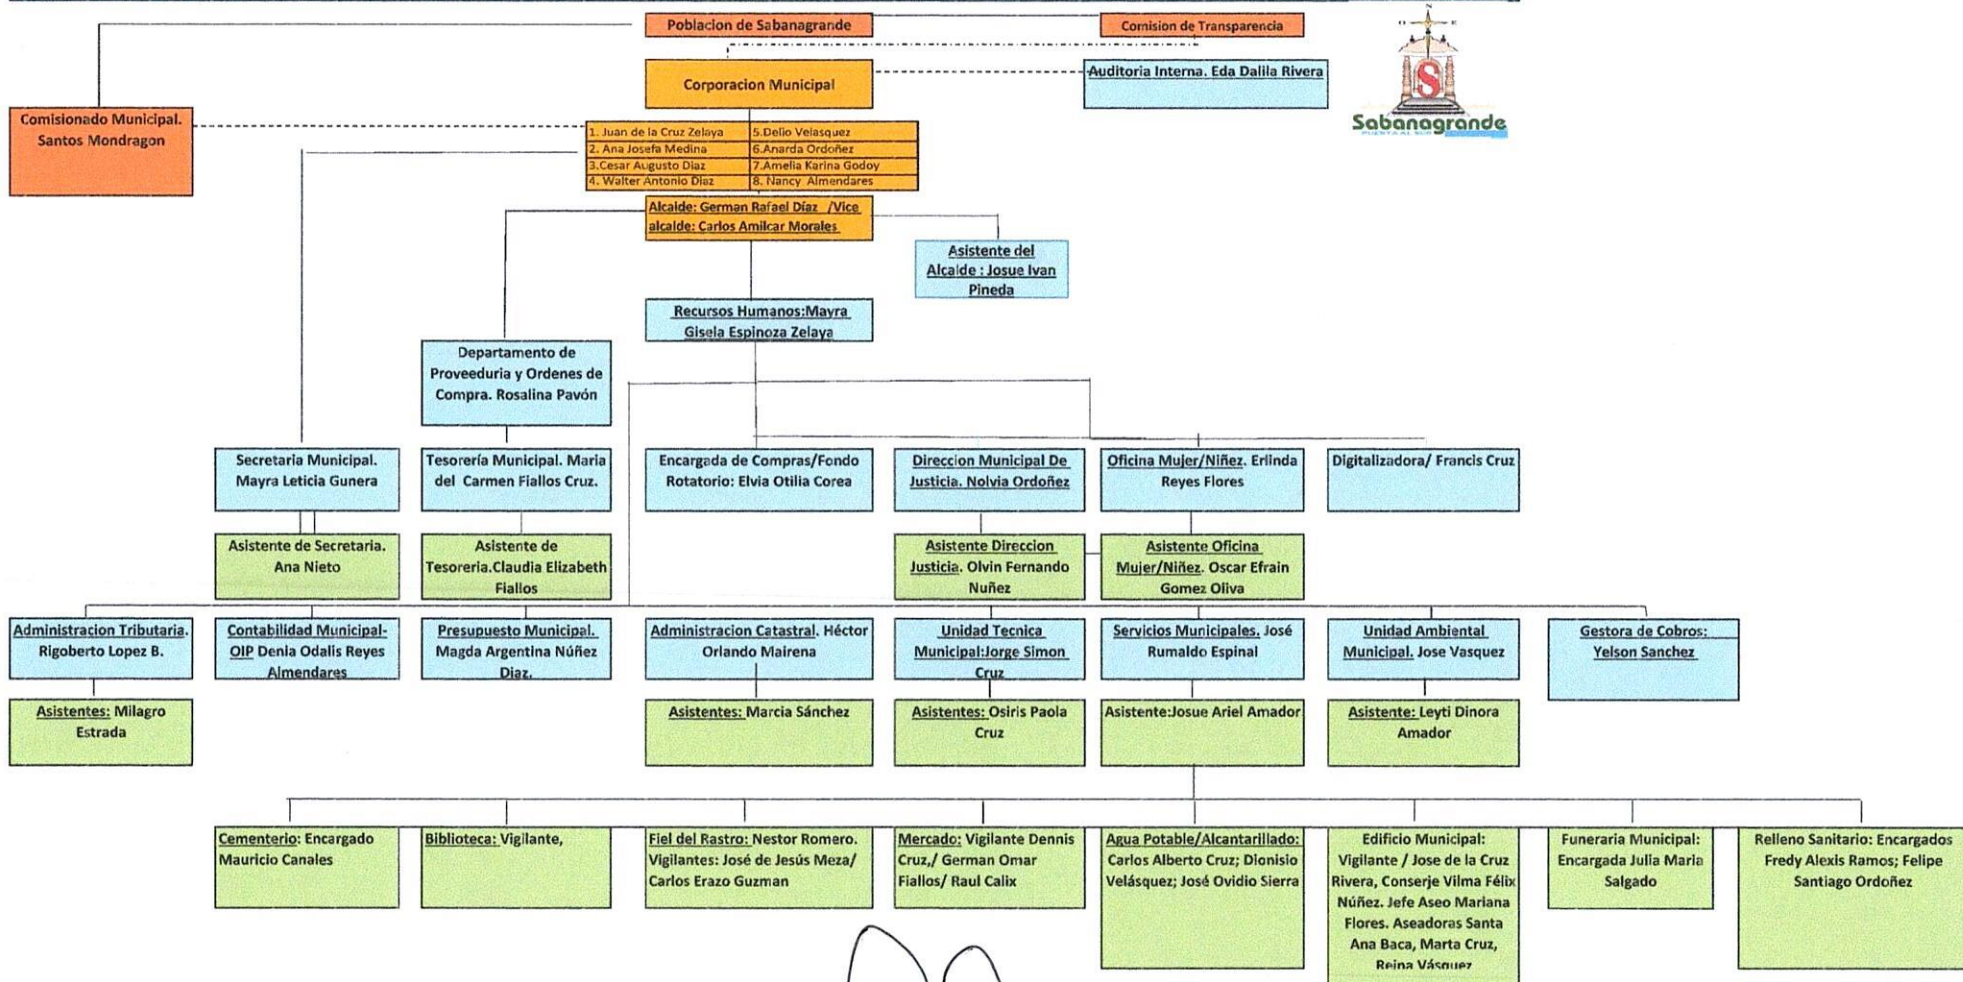 Poblacion de Sabanagrande
Comision de Transparencia
N
O E
Corporacion Municipal
Auditoria Interna. Eda Dalila Rivera
S
Sabanagrande
PUERTA AL SUR
Comisionado Municipal.
Santos Mondragon
1. Juan de la Cruz Zelaya
5.Delio Velasquez
2. Ana Josefa Medina
6.Anarda Ordoñez
3.Cesar Augusto Diaz
7.Amelia Karina Godoy
4. Walter Antonio Diaz
8. Nancy Almendares
Alcalde: German Rafael Díaz /Vice
alcalde: Carlos Amilcar Morales
Asistente del
Alcalde : Josue Ivan
Pineda
Recursos Humanos:Mayra
Gisela Espinoza Zelaya
Departamento de
Proveeduria y Ordenes de
Compra. Rosalina Pavón
Secretaria Municipal.
Mayra Leticia Gunera
Tesorería Municipal. Maria
del Carmen Fiallos Cruz.
Encargada de Compras/Fondo
Rotatorio: Elvia Otilia Corea
Direccion Municipal De
Justicia. Nolvia Ordoñez
Oficina Mujer/Niñez. Erlinda
Reyes Flores
Digitalizadora/ Francis Cruz
Asistente de Secretaria.
Ana Nieto
Asistente de
Tesoreria.Claudia Elizabeth
Fiallos
Asistente Direccion
Justicia. Olvin Fernando
Nuñez
Asistente Oficina
Mujer/Niñez. Oscar Efrain
Gomez Oliva
Administracion Tributaria.
Rigoberto Lopez B.
Contabilidad Municipal-
OIP Denia Odalis Reyes
Almendares
Presupuesto Municipal.
Magda Argentina Núñez
Diaz.
Administracion Catastral. Héctor
Orlando Mairena
Unidad Tecnica
Municipal:Jorge Simon
Cruz
Servicios Municipales. José
Rumaldo Espinal
Unidad Ambiental
Municipal. Jose Vasquez
Gestora de Cobros:
Yelson Sanchez
Asistentes: Milagro
Estrada
Asistentes: Marcia Sánchez
Asistentes: Osiris Paola
Cruz
Asistente:Josue Ariel Amador
Asistente: Leyti Dinora
Amador
Cementerio: Encargado
Mauricio Canales
Biblioteca: Vigilante,
Fiel del Rastro: Nestor Romero.
Vigilantes: José de Jesús Meza/
Carlos Erazo Guzman
Mercado: Vigilante Dennis
Cruz,/ German Omar
Fiallos/ Raul Calix
Agua Potable/Alcantarillado:
Carlos Alberto Cruz; Dionisio
Velásquez; José Ovidio Sierra
Edificio Municipal:
Vigilante / Jose de la Cruz
Rivera, Conserje Vilma Félix
Núñez. Jefe Aseo Mariana
Flores. Aseadoras Santa
Ana Baca, Marta Cruz,
Reina Vásquez
Funeraria Municipal:
Encargada Julia Maria
Salgado
Relleno Sanitario: Encargados
Fredy Alexis Ramos; Felipe
Santiago Ordoñez